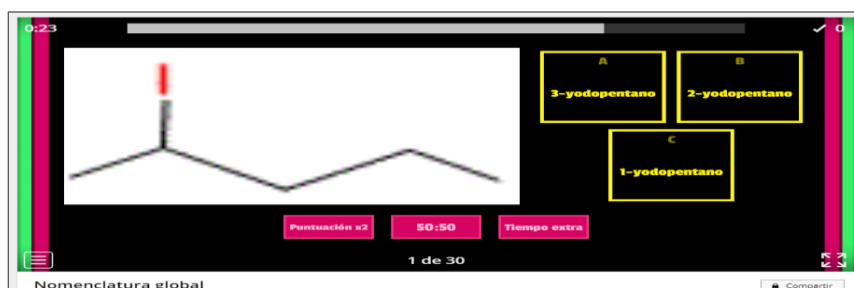 0:23
✓ 0
I
A
3-yodopentano
B
2-yodopentano
C
1-yodopentano
Puntuación x2
50:50
Tiempo extra
1 de 30
Nomenclatura global
Compartir